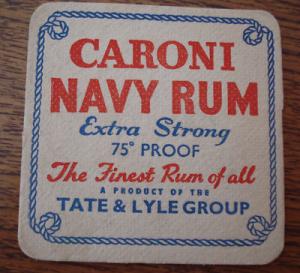 CARONI
NAVY RUM
Extra Strong
75° PROOF
The Finest Rum of all
A PRODUCT OF THE
TATE & LYLE GROUP